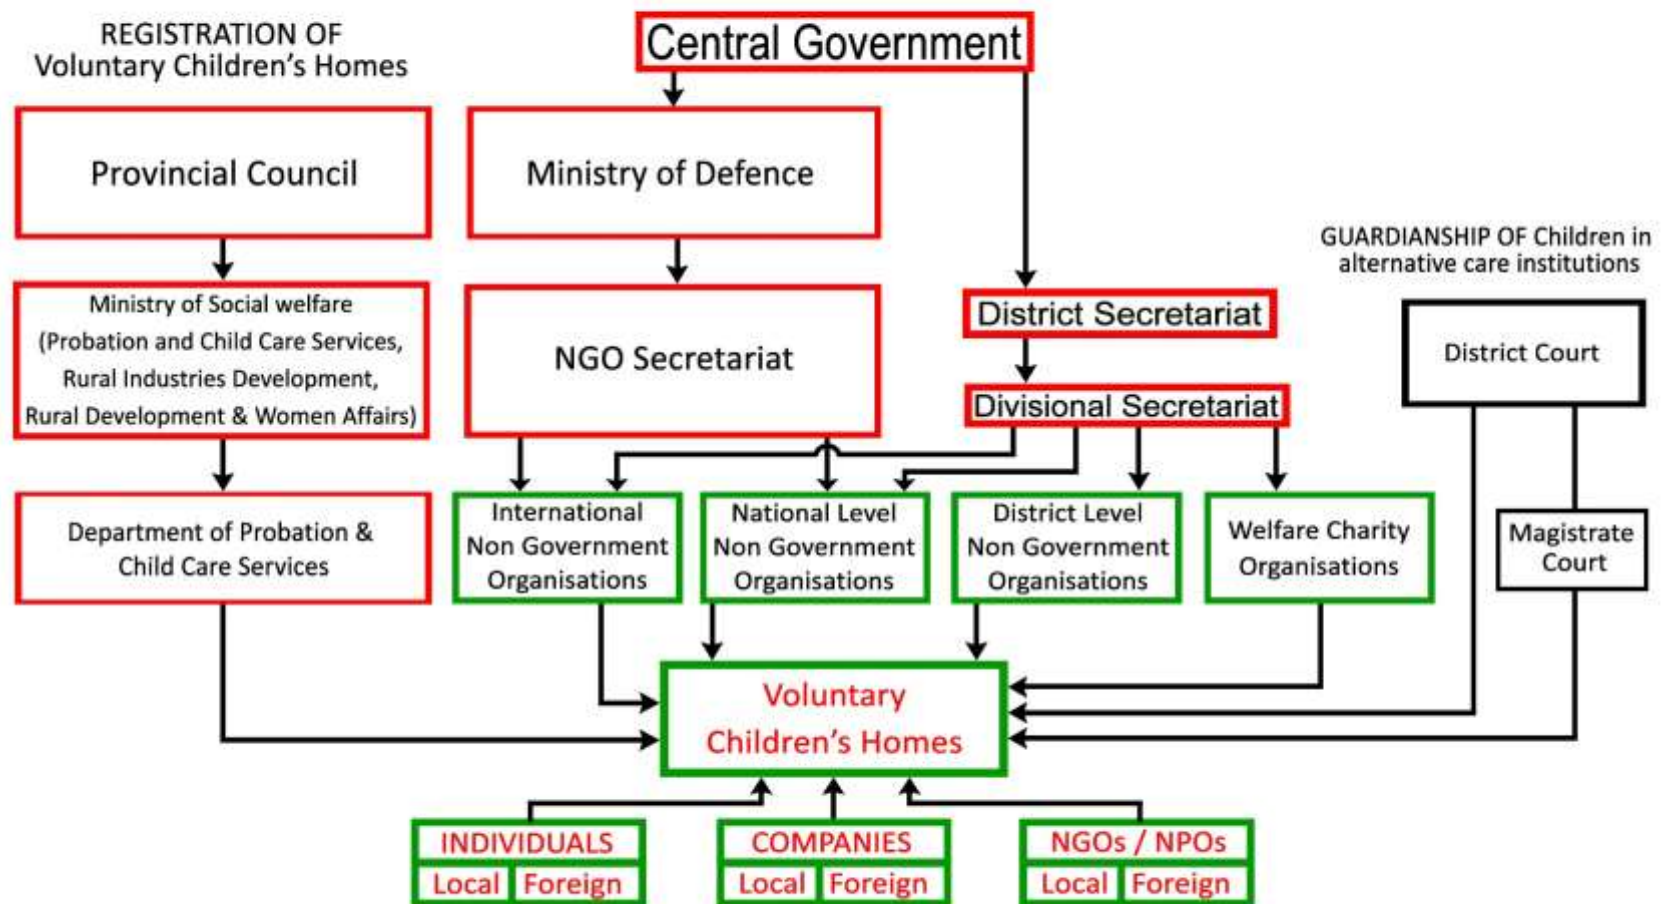 REGISTRATION OF
Voluntary Children's Homes
Central Government
Provincial Council
Ministry of Defence
GUARDIANSHIP OF Children in
alternative care institutions
Ministry of Social welfare
(Probation and Child Care Services,
Rural Industries Development,
Rural Development & Women Affairs)
NGO Secretariat
District Secretariat
Divisional Secretariat
District Court
Department of Probation &
Child Care Services
International
Non Government
Organisations
National Level
Non Government
Organisations
District Level
Non Government
Organisations
Welfare Charity
Organisations
Magistrate
Court
Voluntary
Children's Homes
INDIVIDUALS
Local Foreign
COMPANIES
Local Foreign
NGOs / NPOs
Local Foreign